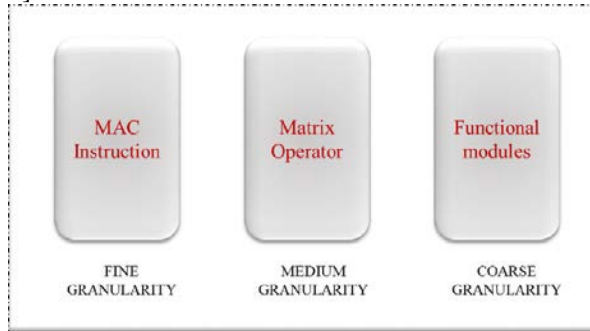 MAC
Instruction
Matrix
Operator
Functional
modules
FINE
GRANULARITY
MEDIUM
GRANULARITY
COARSE
GRANULARITY